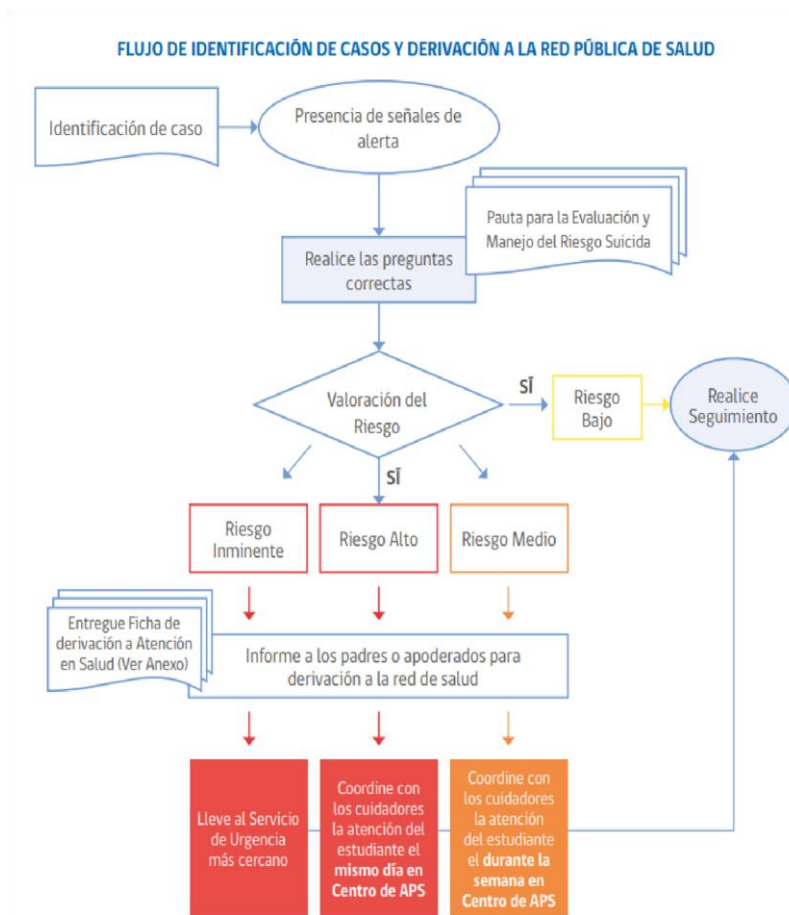 FLUJO DE IDENTIFICACIÓN DE CASOS Y DERIVACIÓN A LA RED PÚBLICA DE SALUD
Identificación de caso
Presencia de señales de
alerta
Pauta para la Evaluación y
Manejo del Riesgo Suicida
Realice las preguntas
correctas
Valoración del
Riesgo
SÍ
Riesgo
Bajo
Realice
Seguimiento
SÍ
Riesgo
Inminente
Riesgo Alto
Riesgo Medio
Entregue Ficha de
derivación a Atención
en Salud (Ver Anexo)
Informe a los padres o apoderados para
derivación a la red de salud
Lleve al Servicio
de Urgencia
más cercano
Coordine con
los cuidadores
la atención del
estudiante el
mismo día en
Centro de APS
Coordine con
los cuidadores
la atención
del estudiante
el durante la
semana en
Centro de APS